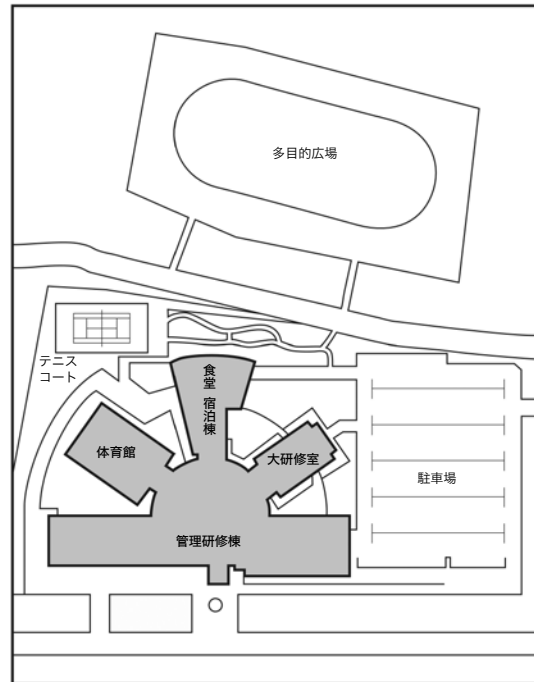 多目的広場
テニス
コート
食堂 宿泊棟
体育館
大研修室
駐車場
管理研修棟